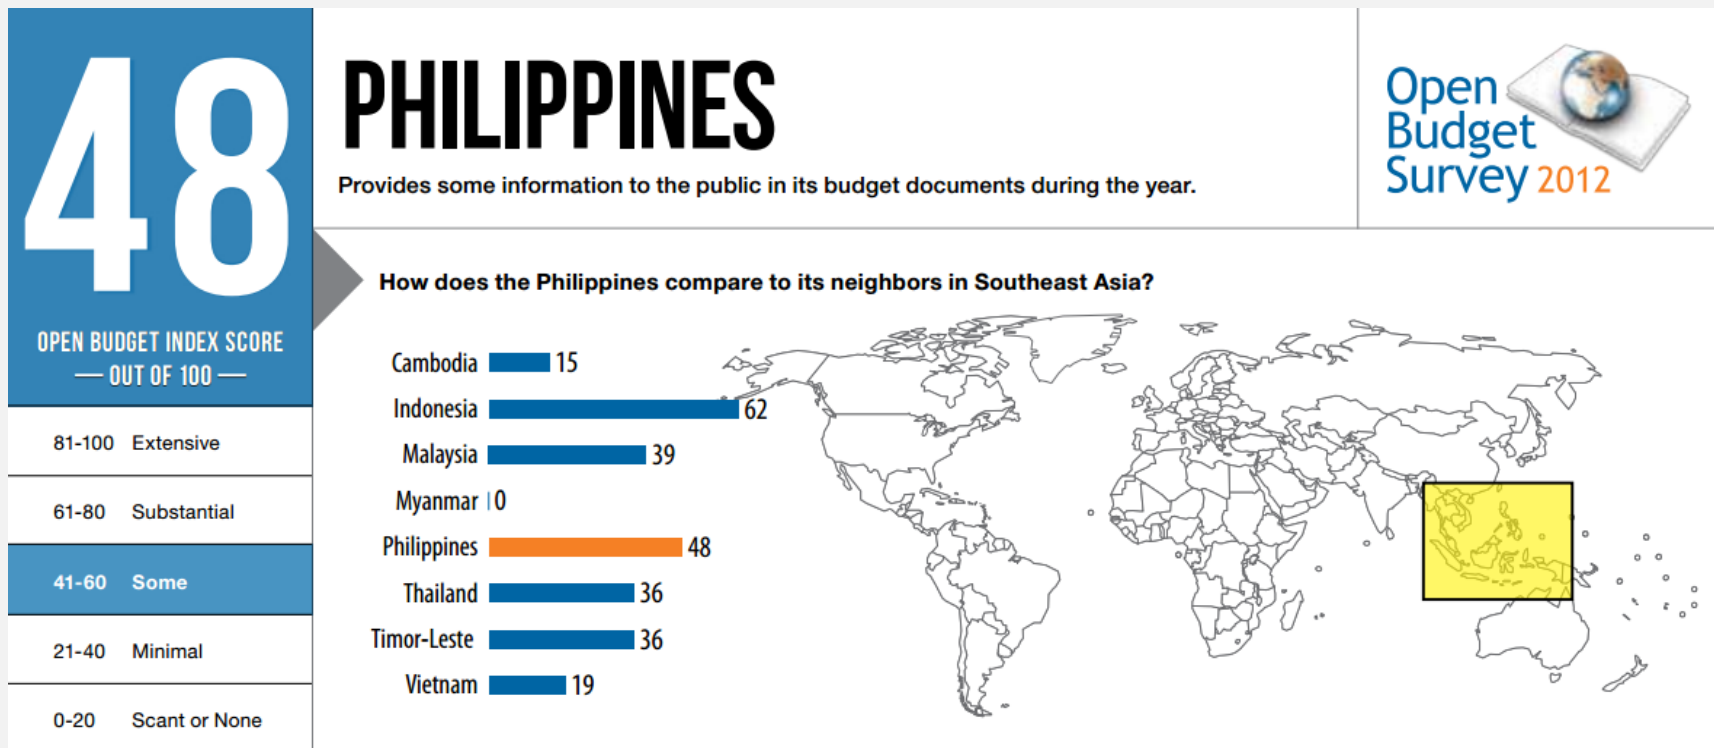 48
OPEN BUDGET INDEX SCORE
— OUT OF 100 —
81-100 Extensive
61-80 Substantial
41-60 Some
21-40 Minimal
0-20 Scant or None
PHILIPPINES
Provides some information to the public in its budget documents during the year.
Open
Budget
Survey 2012
How does the Philippines compare to its neighbors in Southeast Asia?
Cambodia 15
Indonesia 62
Malaysia 39
Myanmar 0
Philippines 48
Thailand 36
Timor-Leste 36
Vietnam 19